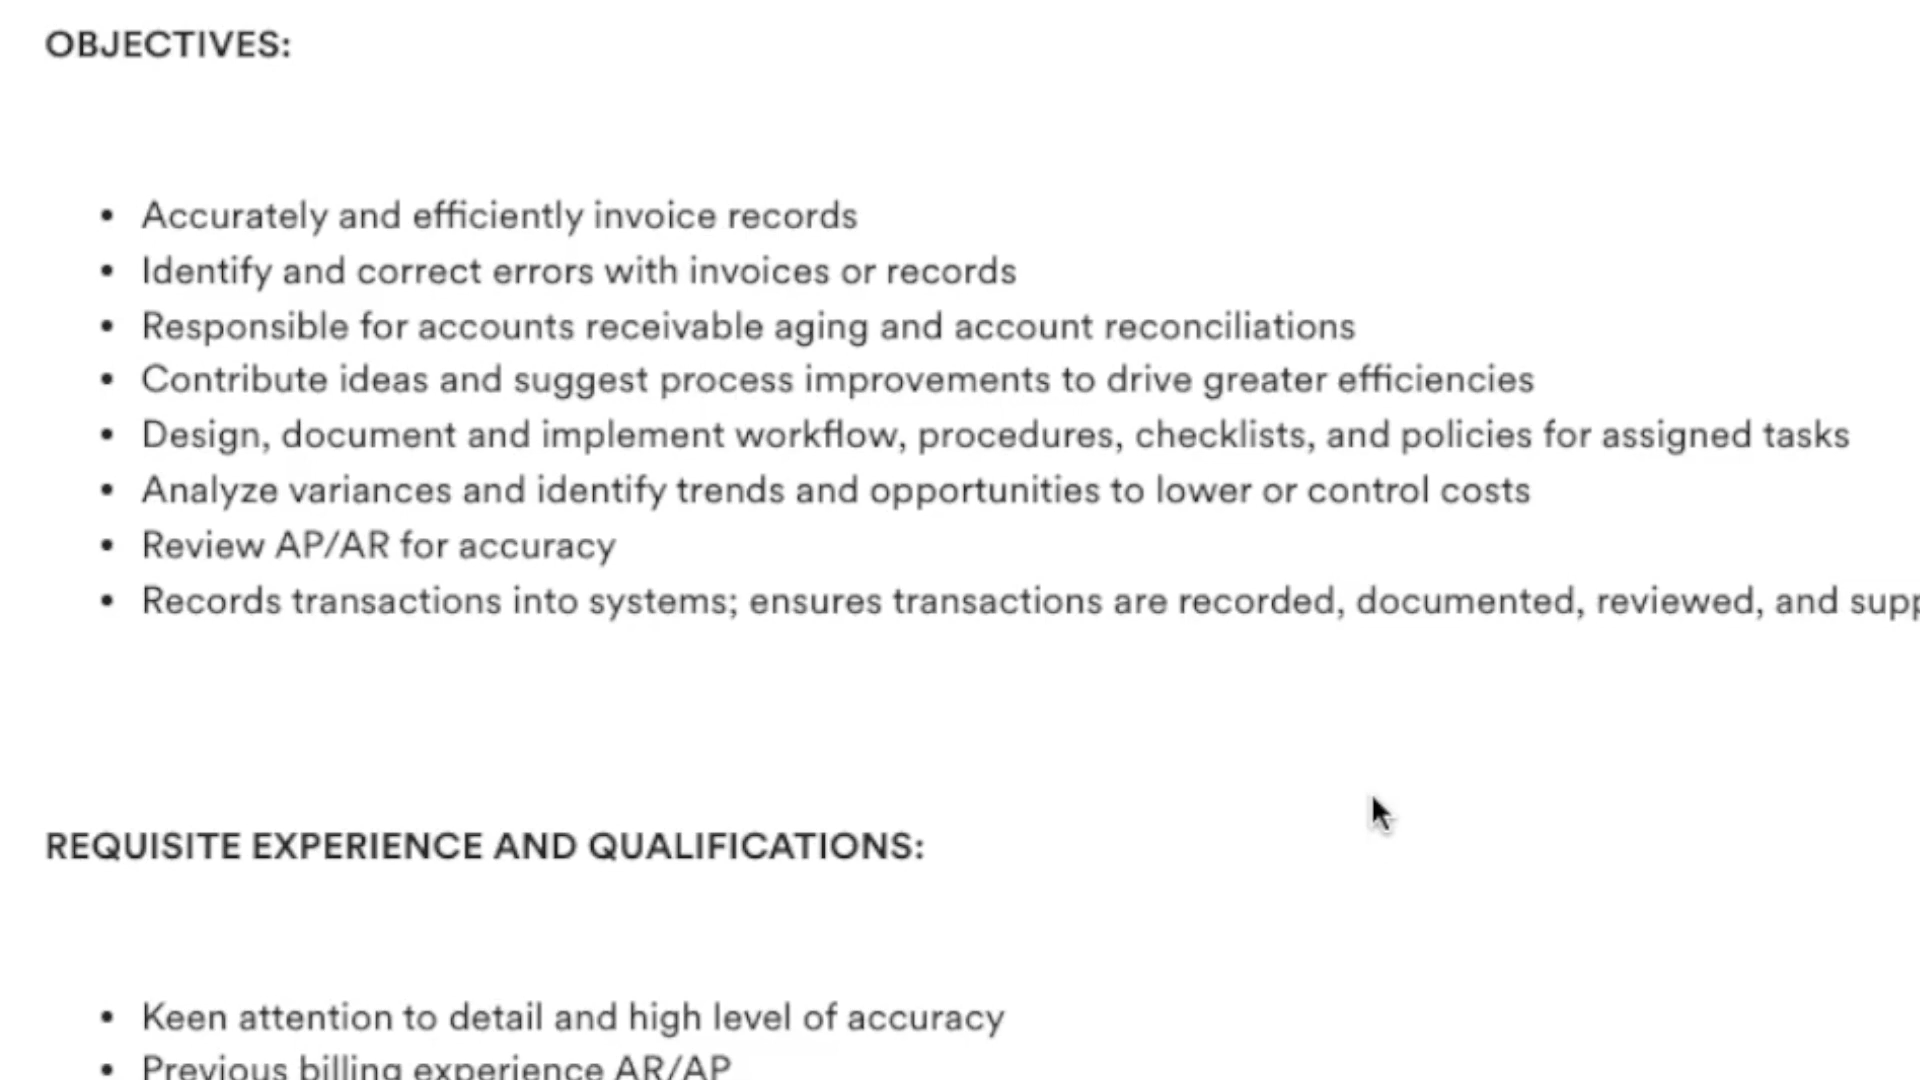 OBJECTIVES:
• Accurately and efficiently invoice records
• Identify and correct errors with invoices or records
• Responsible for accounts receivable aging and account reconciliations
• Contribute ideas and suggest process improvements to drive greater efficiencies
• Design, document and implement workflow, procedures, checklists, and policies for assigned tasks
• Analyze variances and identify trends and opportunities to lower or control costs
• Review AP/AR for accuracy
• Records transactions into systems; ensures transactions are recorded, documented, reviewed, and
REQUISITE EXPERIENCE AND QUALIFICATIONS:
• Keen attention to detail and high level of accuracy
• Previous billing experience AR/AP